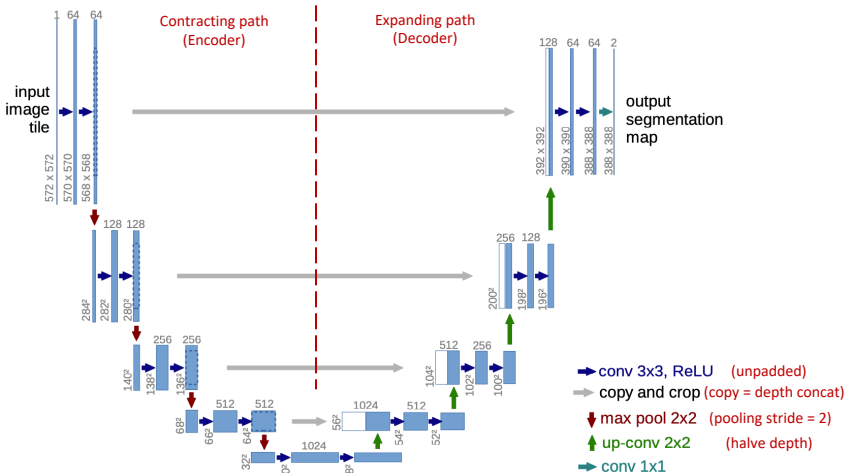 Contracting path
(Encoder)
Expanding path
(Decoder)
1
64
64
128
64
64
2
input
image
tile
output
segmentation
map
572 x 572
570 x 570
568 x 568
392 x 392
390 x 390
388 x 388
388 x 388
128
128
256
128
284²
282²
280²
200²
198²
196²
256
256
512
256
140²
138²
136²
104²
102²
100²
512
512
1024
512
68²
66²
64²
56²
54²
52²
1024
32²
conv 3x3, ReLU (unpadded)
copy and crop (copy = depth concat)
max pool 2x2 (pooling stride = 2)
up-conv 2x2 (halve depth)
conv 1x1